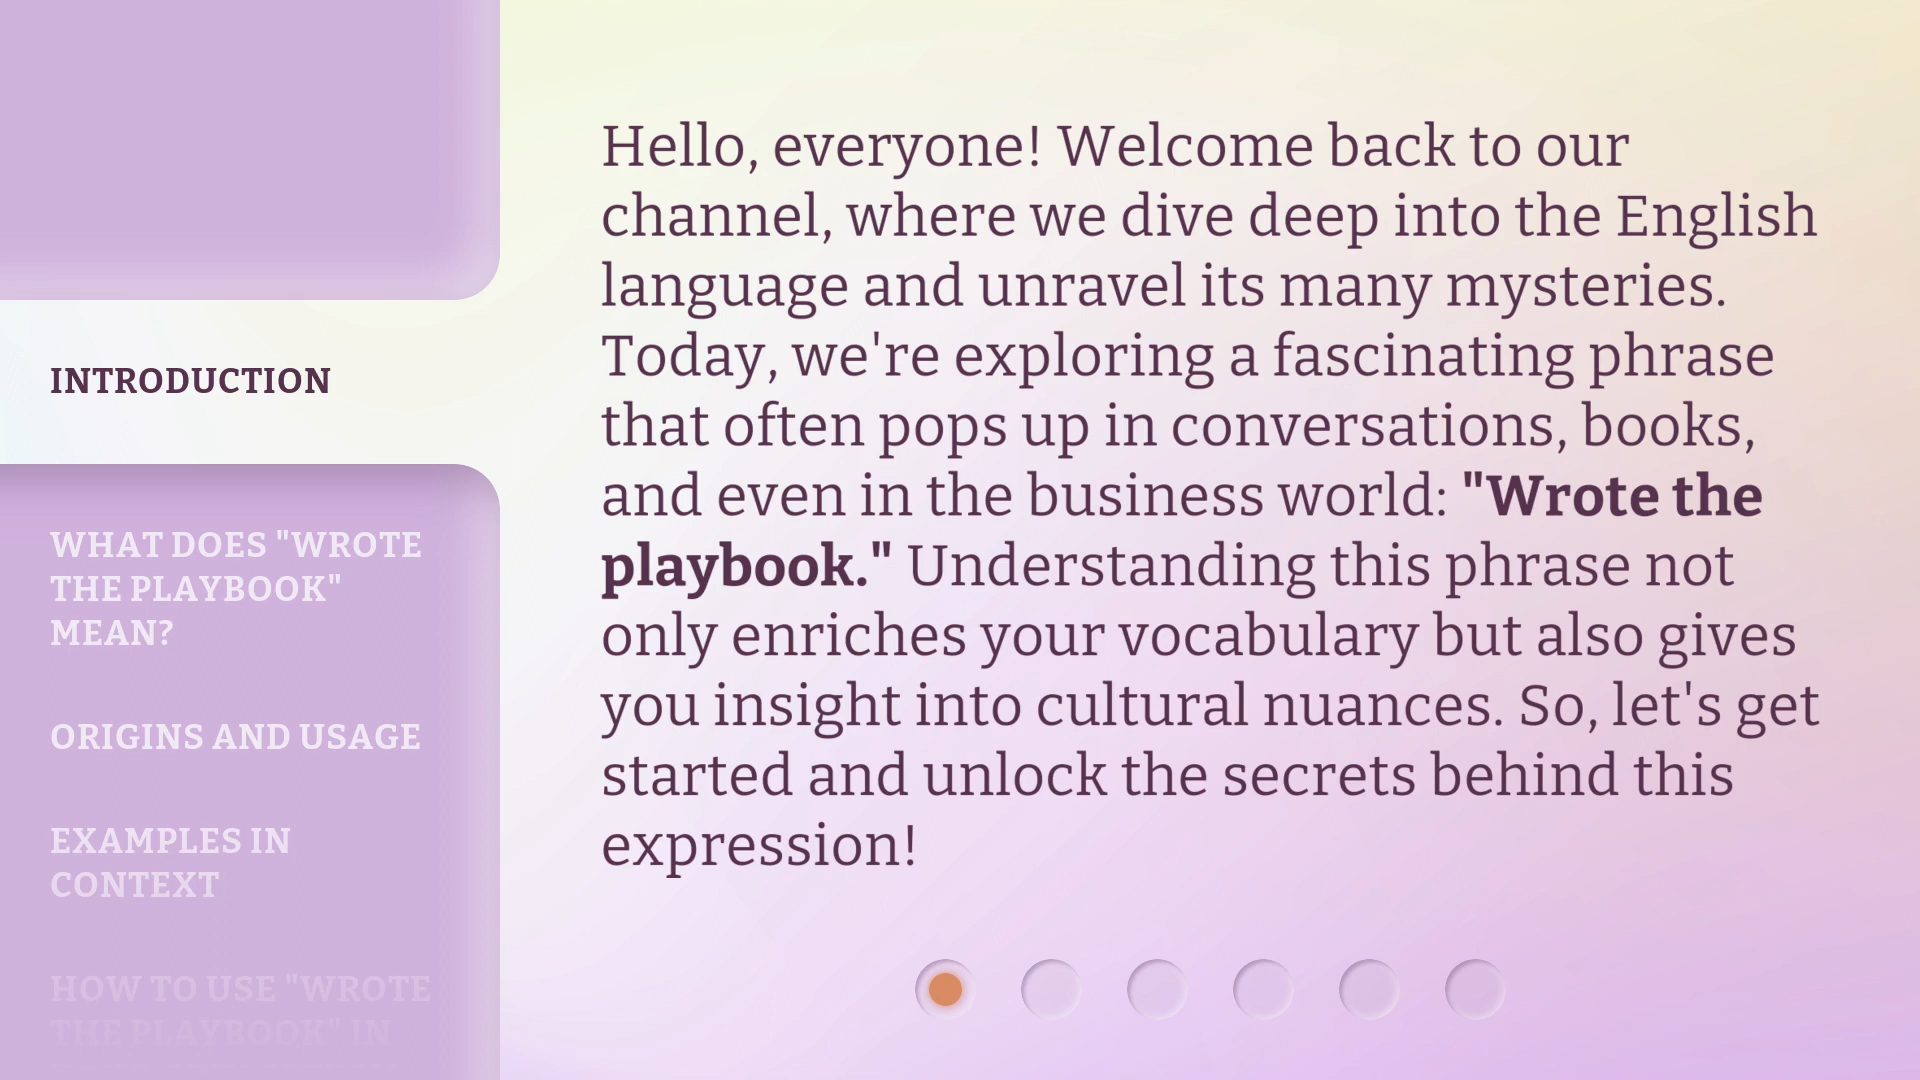 INTRODUCTION
WHAT DOES "WROTE
THE PLAYBOOK"
MEAN?
ORIGINS AND USAGE
EXAMPLES IN
CONTEXT
HOW TO USE "WROTE
THE PLAYBOOK" IN
Hello, everyone! Welcome back to our
channel, where we dive deep into the English
language and unravel its many mysteries.
Today, we're exploring a fascinating phrase
that often pops up in conversations, books,
and even in the business world: "Wrote the
playbook." Understanding this phrase not
only enriches your vocabulary but also gives
you insight into cultural nuances. So, let's get
started and unlock the secrets behind this
expression!